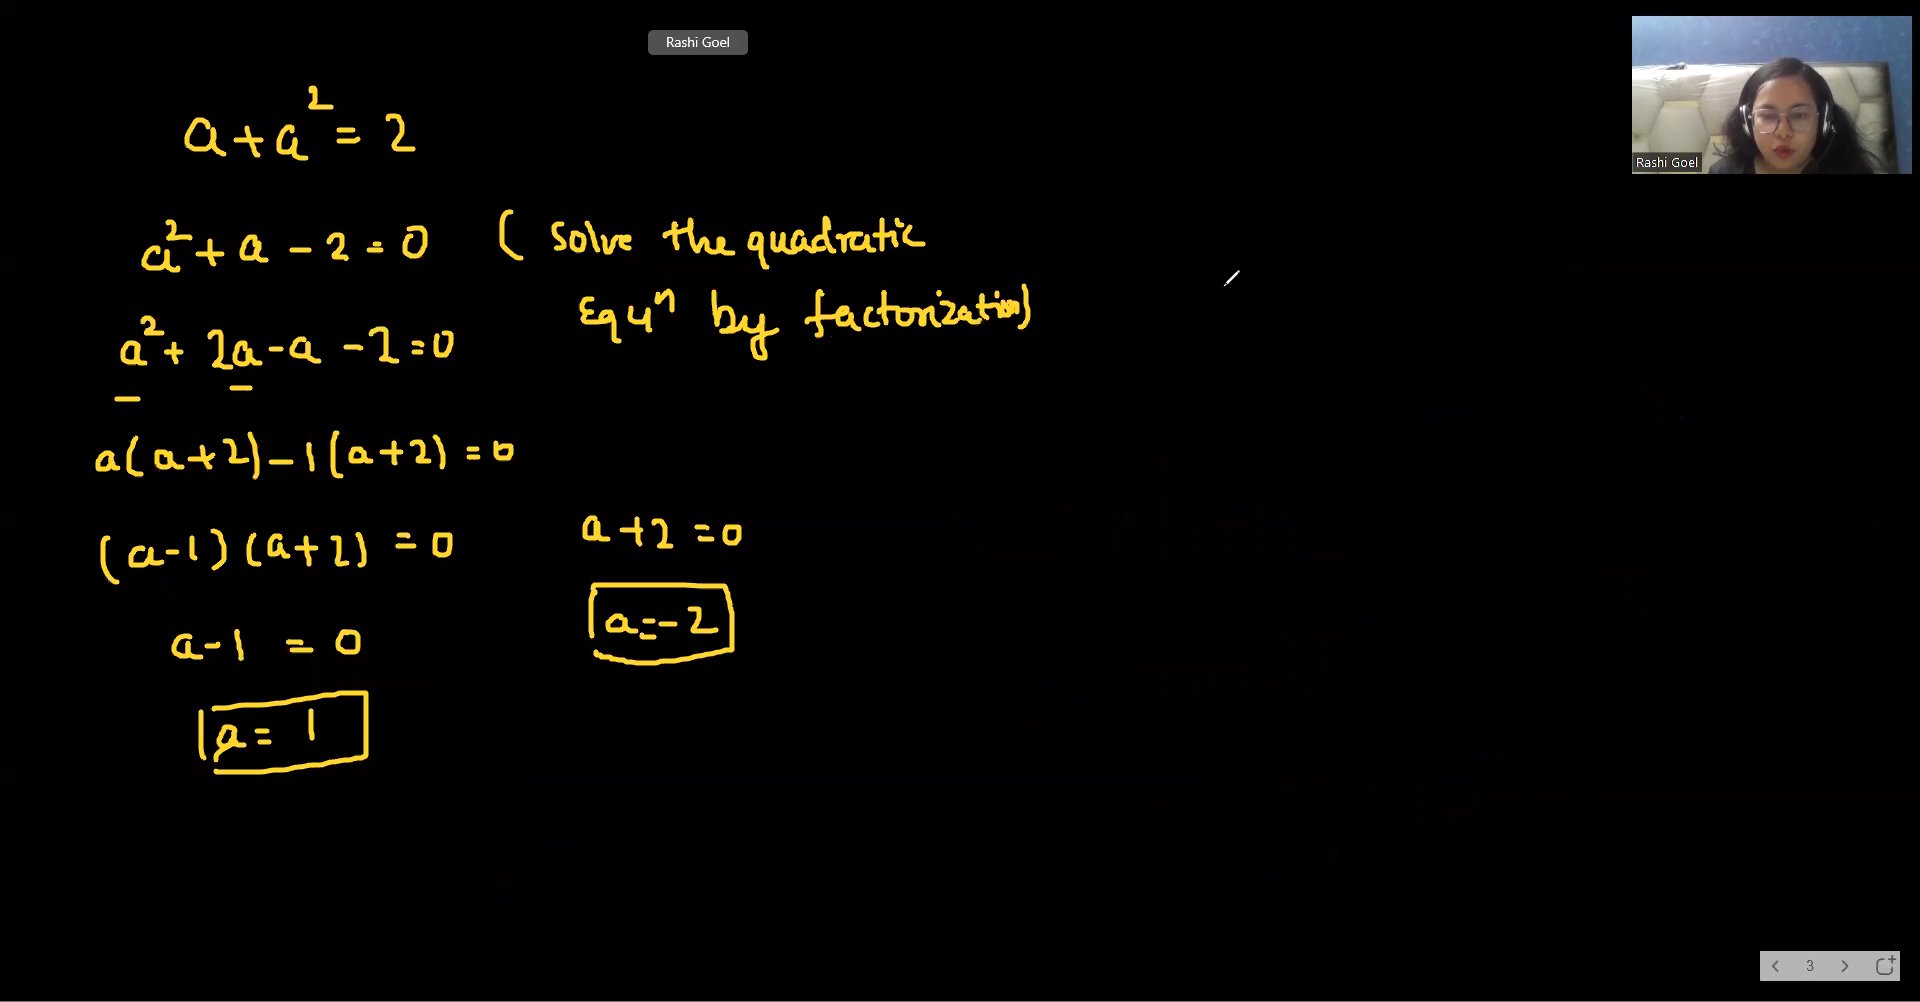 Rashi Goel
Rashi Goel
a + a² = 2
a² + a - 2 = 0 ( Solve the quadratic
Equⁿ by factorization)
a² + 2a - a - 2 = 0
a(a+2) - 1(a+2) = 0
(a-1)(a+2) = 0
a + 2 = 0
a = -2
a - 1 = 0
a = 1
3